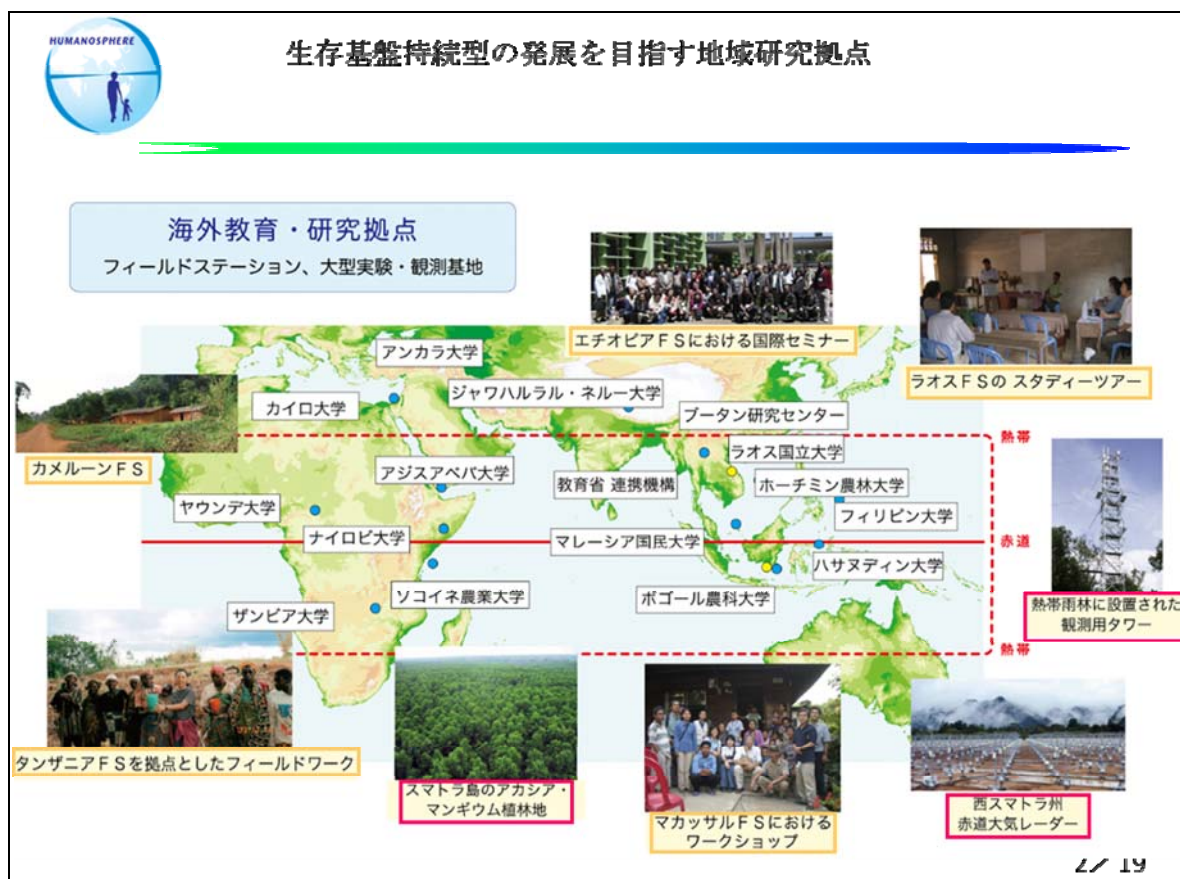 HUMANOSPHERE
生存基盤持続型の発展を目指す地域研究拠点
海外教育・研究拠点
フィールドステーション、大型実験・観測基地
エチオピアFSにおける国際セミナー
ラオスFSの スタディーツアー
アンカラ大学
ジャワハルラル・ネルー大学
カイロ大学
ブータン研究センター
カメルーンFS
熱帯
ラオス国立大学
アジスアベバ大学
教育省 連携機構
ホーチミン農林大学
ヤウンデ大学
フィリピン大学
ナイロビ大学
マレーシア国民大学
赤道
ハサヌディン大学
ソコイネ農業大学
ボゴール農科大学
ザンビア大学
熱帯雨林に設置された
観測用タワー
熱帯
タンザニアFSを拠点としたフィールドワーク
スマトラ島のアカシア・
マンギウム植林地
マカッサルFSにおける
ワークショップ
西スマトラ州
赤道大気レーダー
2/ 19